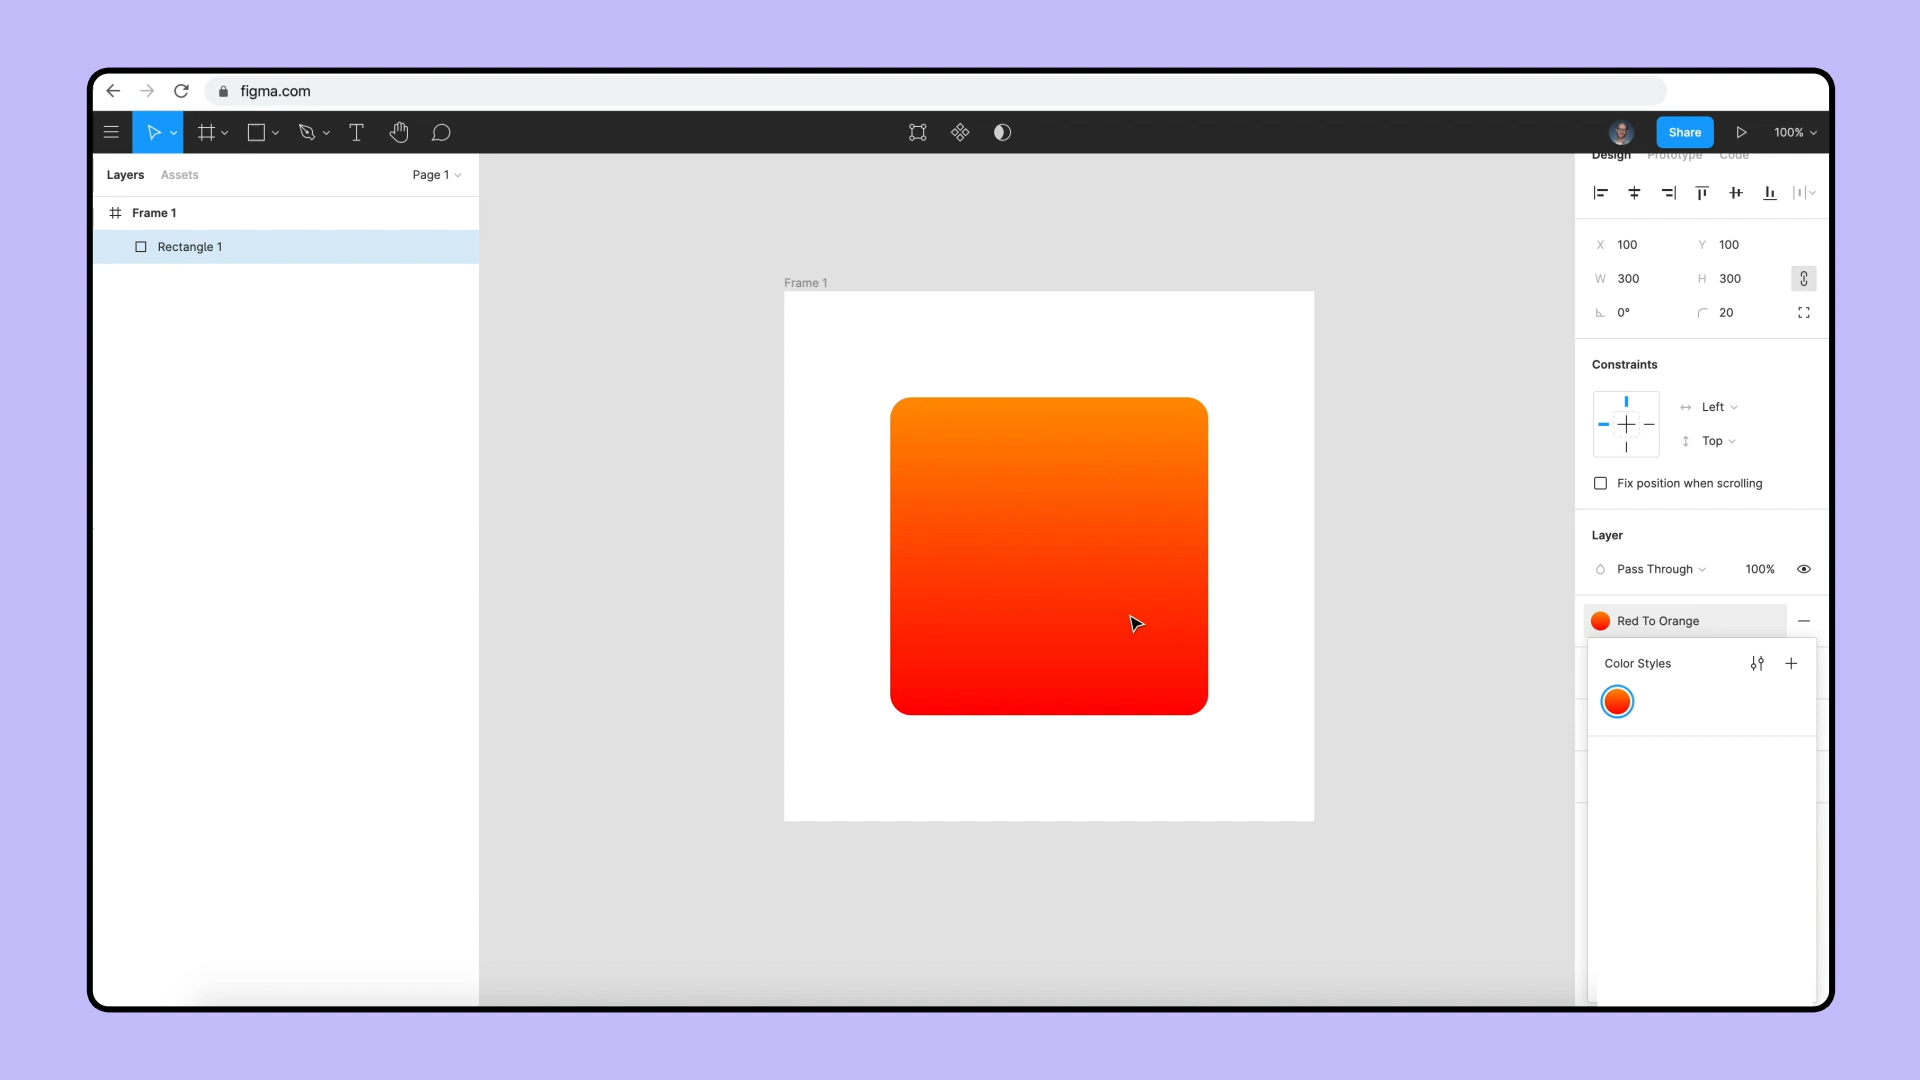 figma.com
Share
100%
Layers
Assets
Page 1
Design
Prototype
Code
Frame 1
Rectangle 1
Frame 1
X 100
Y 100
W 300
H 300
0°
20
Constraints
Left
Top
Fix position when scrolling
Layer
Pass Through
100%
Red To Orange
Color Styles